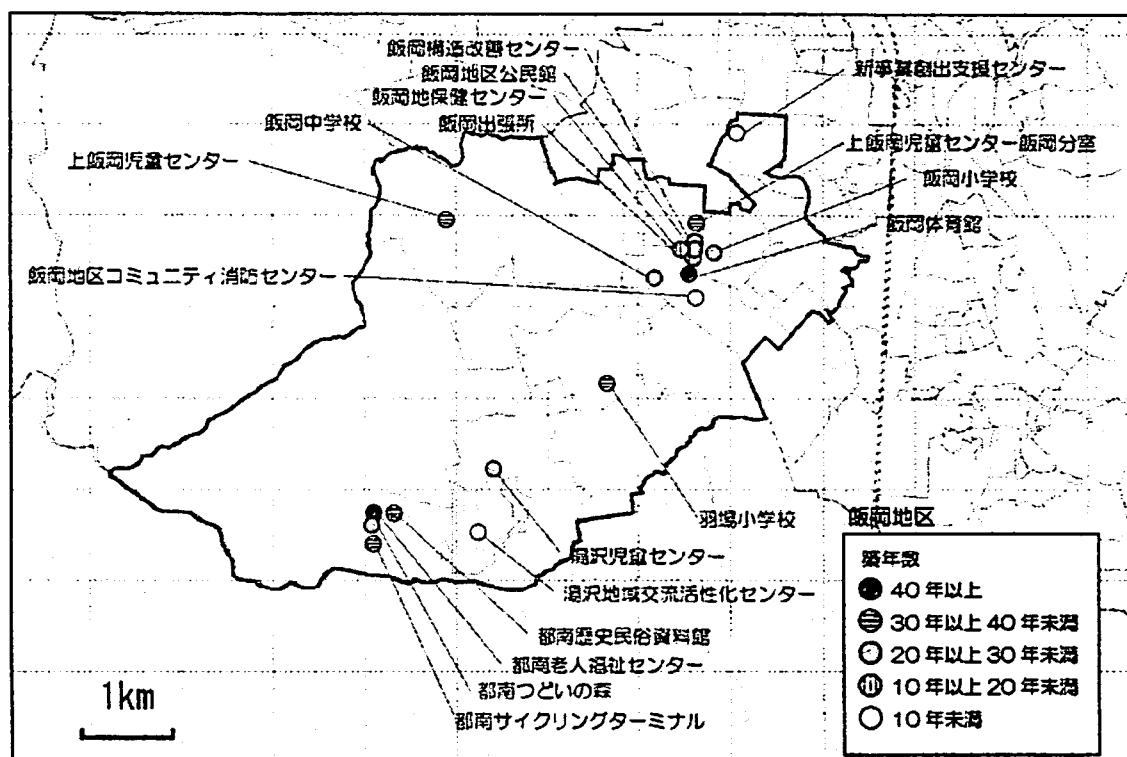 飯岡構造改善センター
飯岡地区公民館
飯岡地保健センター
飯岡出張所
飯岡中学校
上飯岡児童センター
飯岡地区コミュニティ消防センター
新事業創出支援センター
上飯岡児童センター飯岡分室
飯岡小学校
飯岡体育館
羽場小学校
湯沢児童センター
湯沢地域交流活性化センター
都南歴史民俗資料館
都南老人福祉センター
都南つどいの森
都南サイクリングターミナル
1km
飯岡地区
築年数
40年以上
30年以上40年未満
20年以上30年未満
10年以上20年未満
10年未満